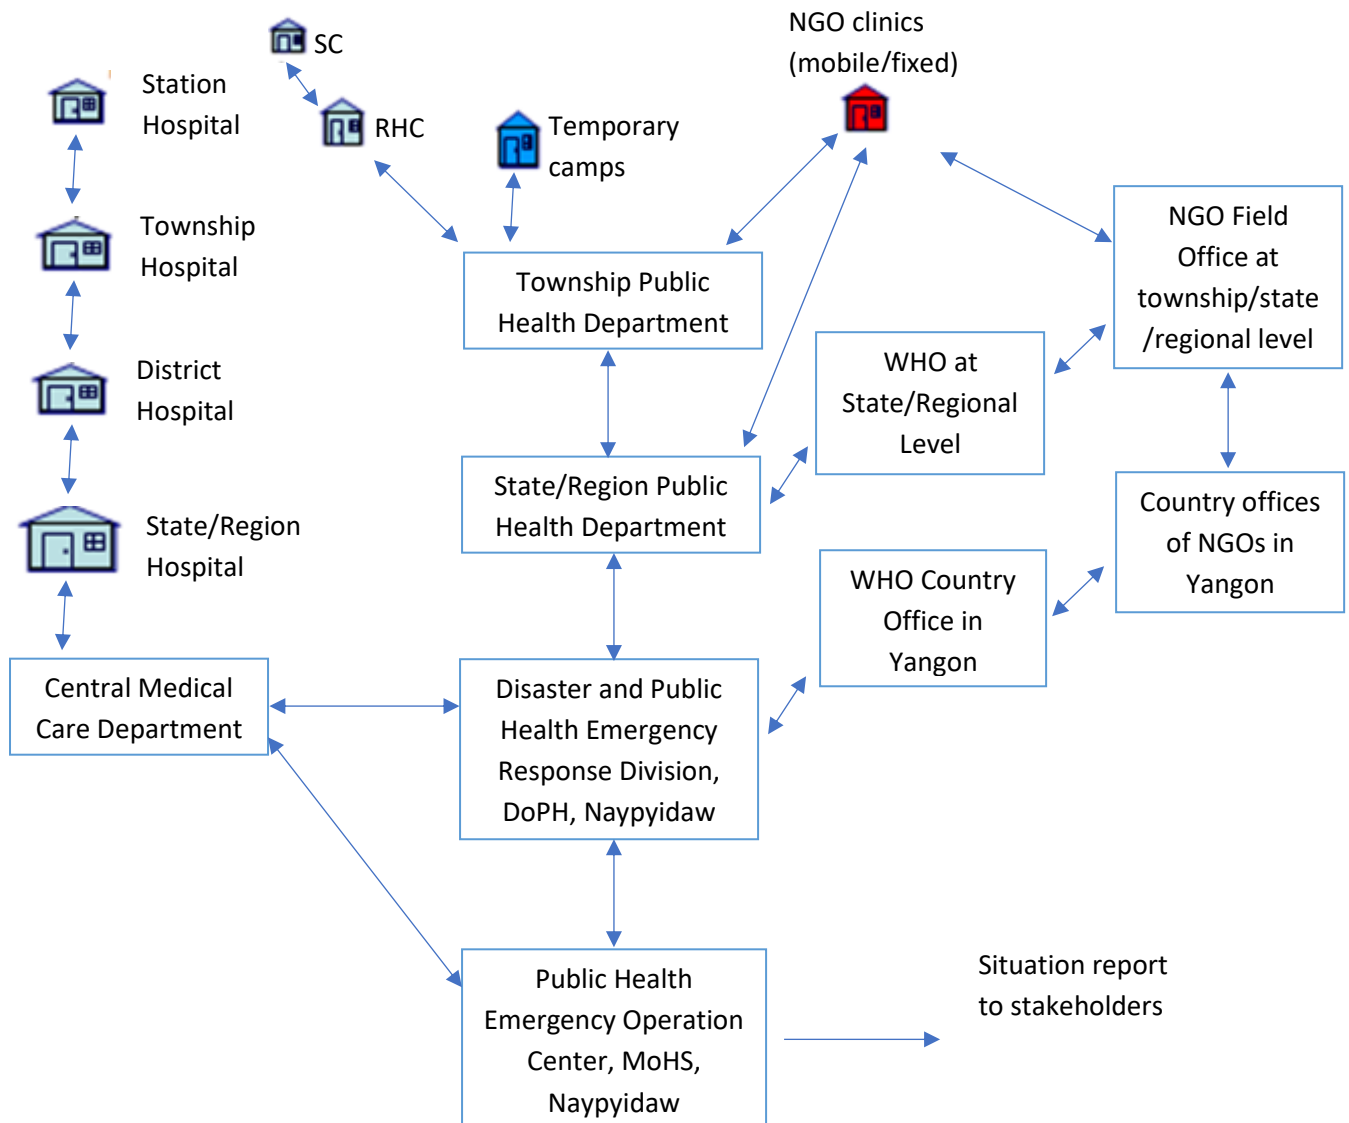 SC
NGO clinics
(mobile/fixed)
Station
Hospital
RHC
Temporary
camps
Township
Hospital
NGO Field
Office at
township/state
/regional level
Township Public
Health Department
District
Hospital
WHO at
State/Regional
Level
State/Region Public
Health Department
Country offices
of NGOs in
Yangon
State/Region
Hospital
WHO Country
Office in
Yangon
Central Medical
Care Department
Disaster and Public
Health Emergency
Response Division,
DoPH, Naypyidaw
Public Health
Emergency Operation
Center, MoHS,
Naypyidaw
Situation report
to stakeholders